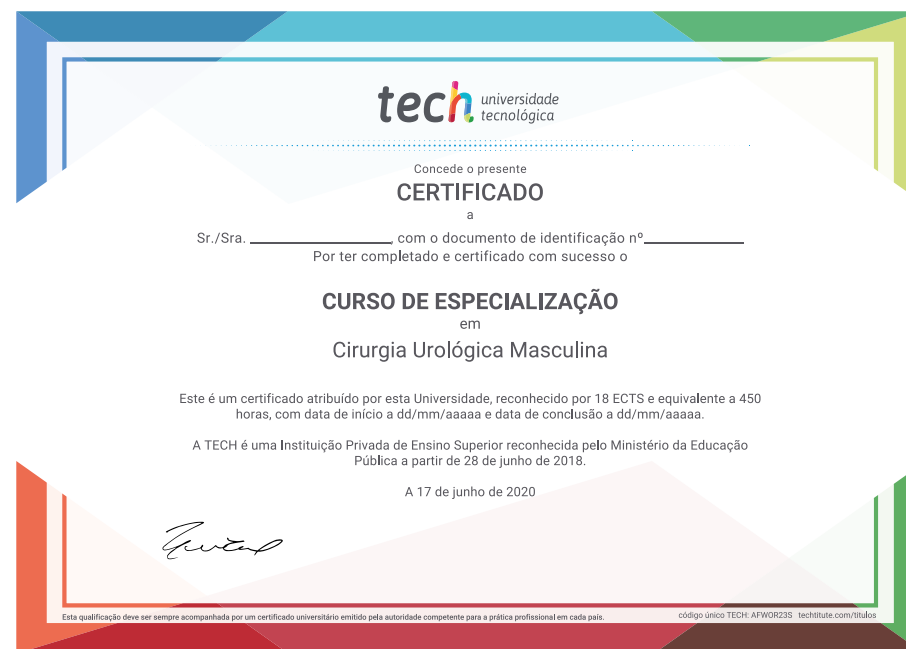 tech universidade
tecnológica
Concede o presente
CERTIFICADO
a
Sr./Sra. , com o documento de identificação nº
Por ter completado e certificado com sucesso o
CURSO DE ESPECIALIZAÇÃO
em
Cirurgia Urológica Masculina
Este é um certificado atribuído por esta Universidade, reconhecido por 18 ECTS e equivalente a 450
horas, com data de início a dd/mm/aaaaa e data de conclusão a dd/mm/aaaaa.
A TECH é uma Instituição Privada de Ensino Superior reconhecida pelo Ministério da Educação
Pública a partir de 28 de junho de 2018.
A 17 de junho de 2020
Esta qualificação deve ser sempre acompanhada por um certificado universitário emitido pela autoridade competente para a prática profissional em cada país.
código único TECH: AFWOR23S techtitute.com/titulos